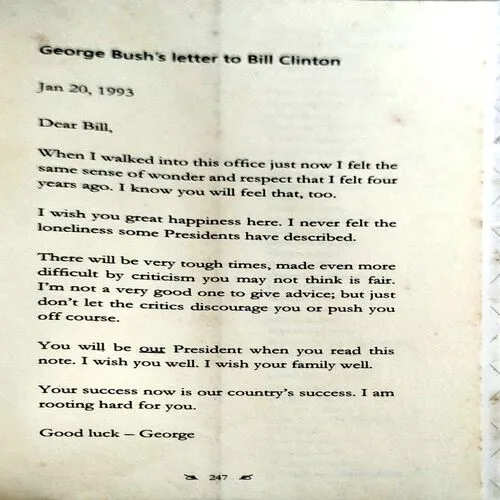 George Bush's letter to Bill Clinton
Jan 20, 1993
Dear Bill,
When I walked into this office just now I felt the
same sense of wonder and respect that I felt four
years ago. I know you will feel that, too.
I wish you great happiness here. I never felt the
loneliness some Presidents have described.
There will be very tough times, made even more
difficult by criticism you may not think is fair.
I'm not a very good one to give advice; but just
don't let the critics discourage you or push you
off course.
You will be our President when you read this
note. I wish you well. I wish your family well.
Your success now is our country's success. I am
rooting hard for you.
Good luck – George
247